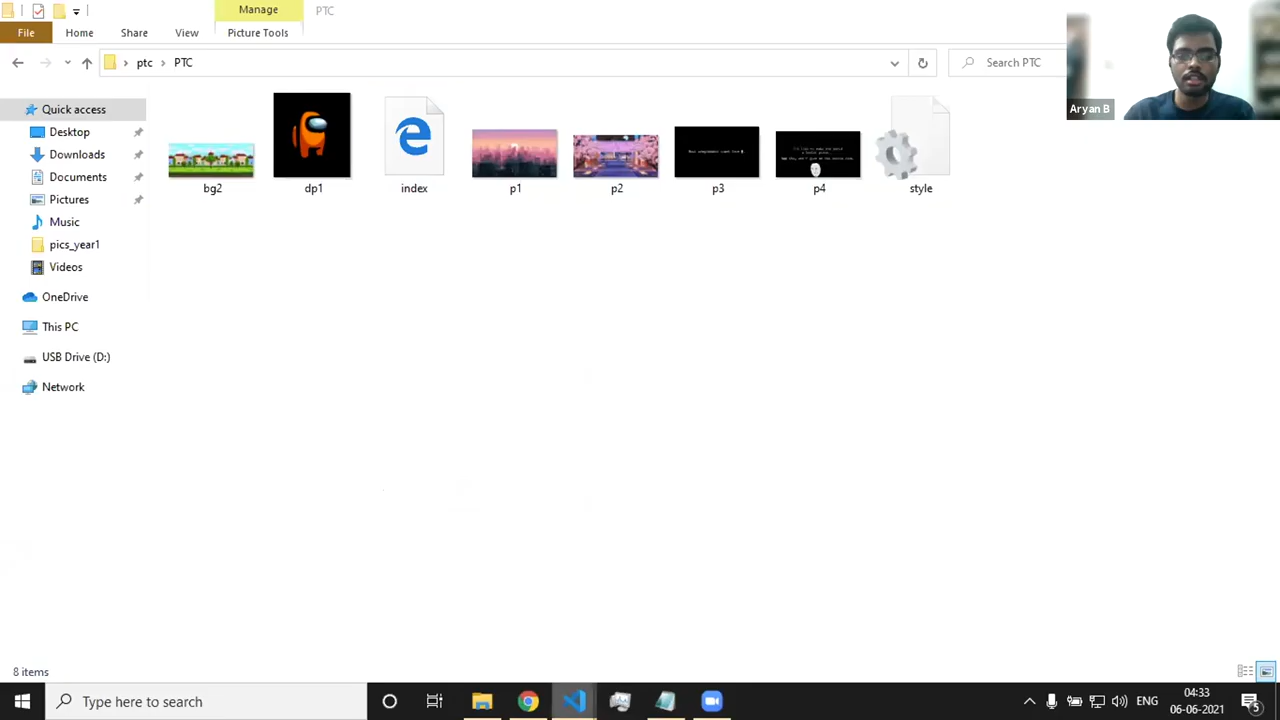 Manage
PTC
File
Home
Share
View
Picture Tools
ptc
PTC
Search PTC
Aryan B
Quick access
Desktop
Downloads
Documents
Pictures
Music
pics_year1
Videos
OneDrive
This PC
USB Drive (D:)
Network
bg2
dp1
index
p1
p2
p3
p4
style
8 items
Type here to search
ENG
04:33
06-06-2021
5